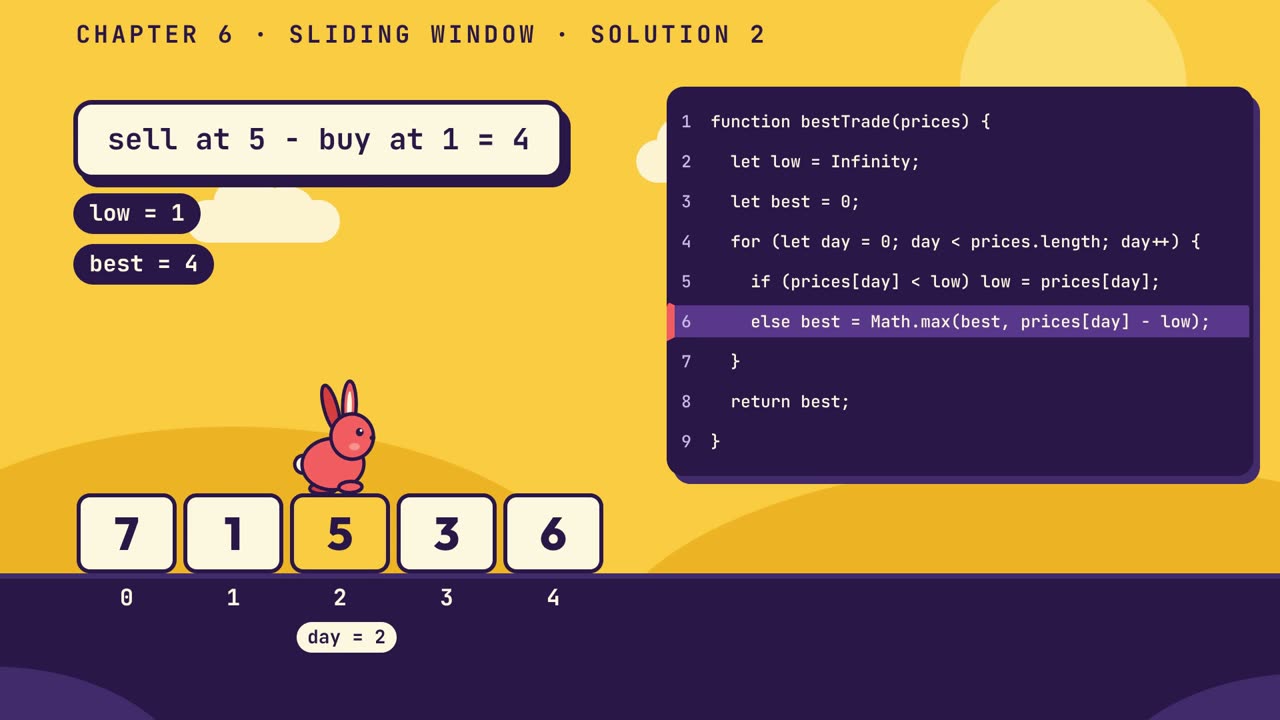 CHAPTER 6 · SLIDING WINDOW · SOLUTION 2
sell at 5 - buy at 1 = 4
low = 1
best = 4
1 function bestTrade(prices) {
2 let low = Infinity;
3 let best = 0;
4 for (let day = 0; day < prices.length; day++) {
5 if (prices[day] < low) low = prices[day];
6 else best = Math.max(best, prices[day] - low);
7 }
8 return best;
9 }
7 1 5 3 6
0 1 2 3 4
day = 2